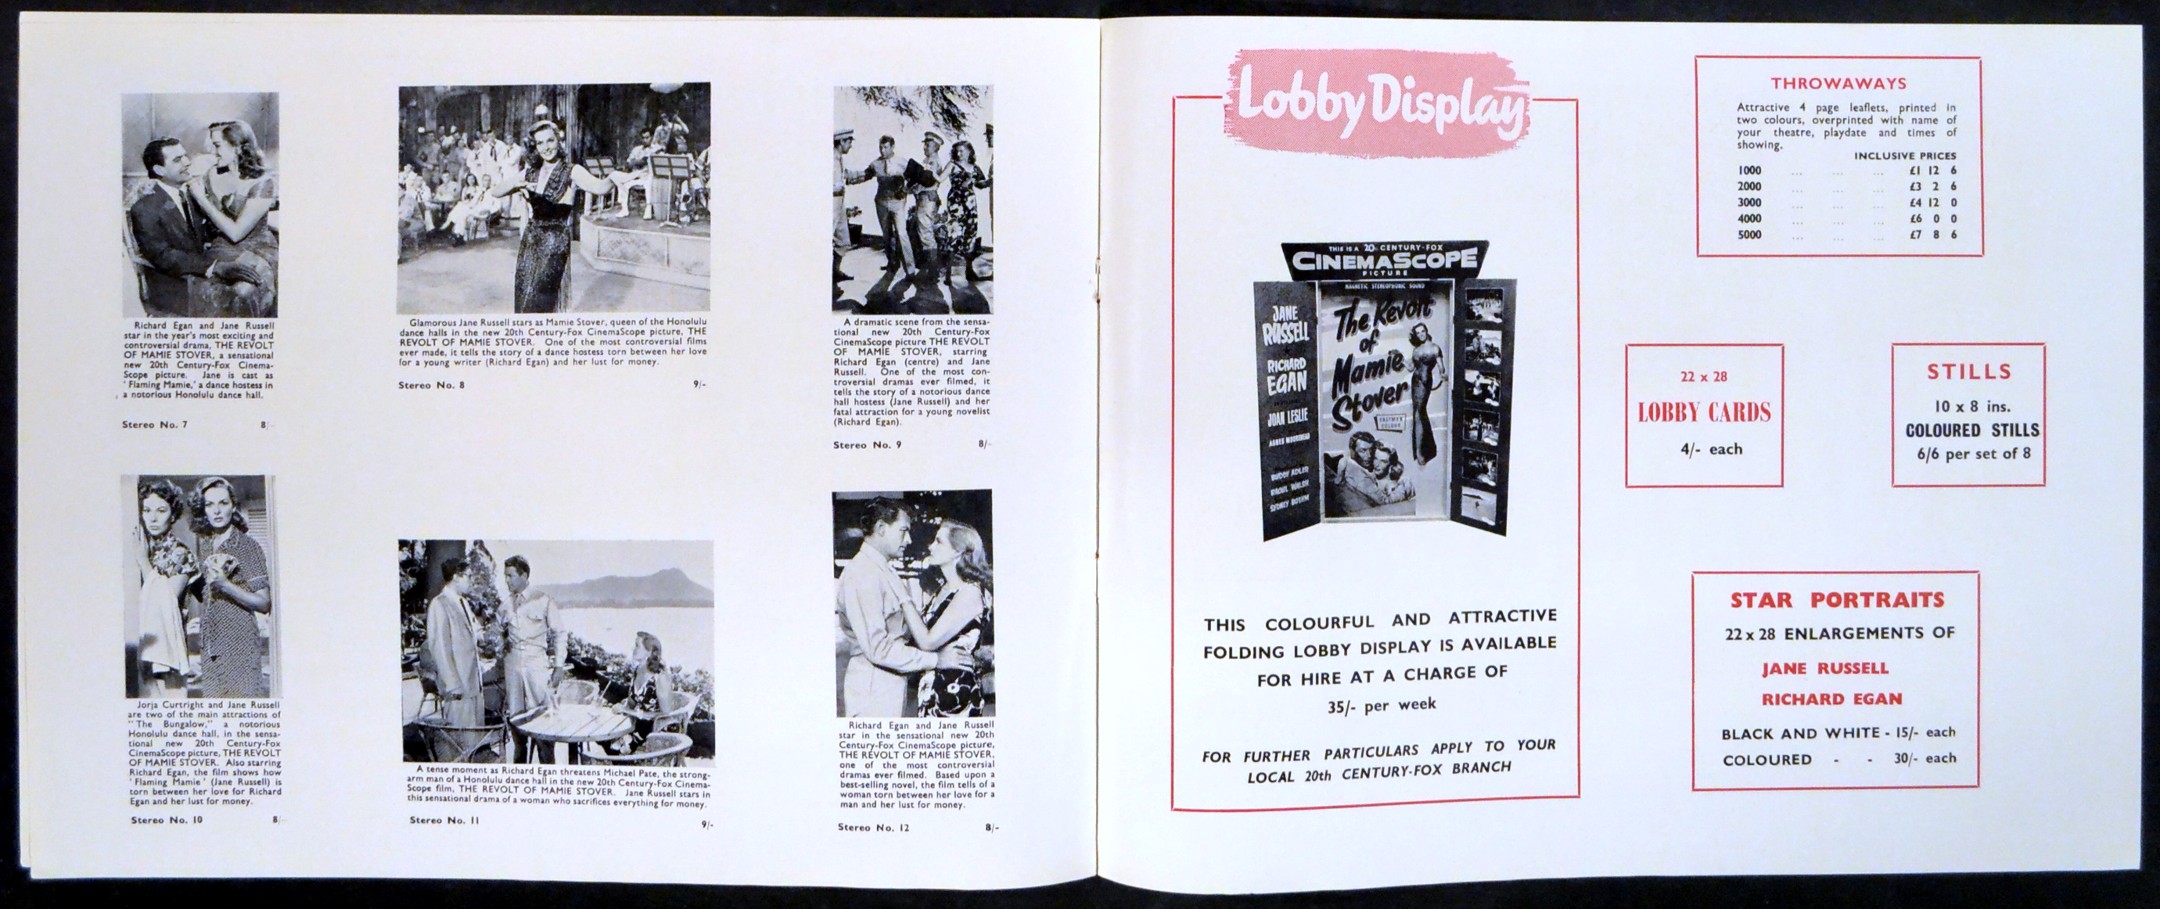 Richard Egan and Jane Russell
star in the year's most exciting and
controversial drama, THE REVOLT
OF MAMIE STOVER, a sensational
new 20th Century-Fox Cinema-
Scope picture. Jane is cast as
'Flaming Mamie,' a dance hostess in
a notorious Honolulu dance hall.
Stereo No. 7 8/-
Glamorous Jane Russell stars as Mamie Stover, queen of the Honolulu
dance halls in the new 20th Century-Fox CinemaScope picture, THE
REVOLT OF MAMIE STOVER. One of the most controversial films
ever made, it tells the story of a dance hostess torn between her love
for a young writer (Richard Egan) and her lust for money.
Stereo No. 8 9/-
A dramatic scene from the sensa-
tional new 20th Century-Fox
CinemaScope picture THE REVOLT
OF MAMIE STOVER, starring
Richard Egan (centre) and Jane
Russell. One of the most con-
troversial dramas ever filmed, it
tells the story of a notorious dance
hall hostess (Jane Russell) and her
fatal attraction for a young novelist
(Richard Egan).
Stereo No. 9 8/-
Jorja Curtright and Jane Russell
are two of the main attractions of
"The Bungalow," a notorious
Honolulu dance hall, in the sensa-
tional new 20th Century-Fox
CinemaScope picture, THE REVOLT
OF MAMIE STOVER. Also starring
Richard Egan, the film shows how
'Flaming Mamie' (Jane Russell) is
torn between her love for Richard
Egan and her lust for money.
Stereo No. 10 8/-
A tense moment as Richard Egan threatens Michael Pate, the strong-
arm man of a Honolulu dance hall in the new 20th Century-Fox Cinema-
Scope film, THE REVOLT OF MAMIE STOVER. Jane Russell stars in
this sensational drama of a woman who sacrifices everything for money.
Stereo No. 11 9/-
Richard Egan and Jane Russell
star in the sensational new 20th
Century-Fox CinemaScope picture,
THE REVOLT OF MAMIE STOVER,
one of the most controversial
dramas ever filmed. Based upon a
best-selling novel, the film tells of a
woman torn between her love for a
man and her lust for money.
Stereo No. 12 8/-
Lobby Display
THIS IS A 20th CENTURY-FOX
CINEMASCOPE
PICTURE
MAGNETIC STEREOPHONIC SOUND
JANE
RUSSELL
RICHARD
EGAN
JOAN LESLIE
AGNES MOOREHEAD
BUDDY ADLER
RAOUL WALSH
SYDNEY BOEHM
The Revolt
of
Mamie
Stover
THIS COLOURFUL AND ATTRACTIVE
FOLDING LOBBY DISPLAY IS AVAILABLE
FOR HIRE AT A CHARGE OF
35/- per week
FOR FURTHER PARTICULARS APPLY TO YOUR
LOCAL 20th CENTURY-FOX BRANCH
THROWAWAYS
Attractive 4 page leaflets, printed in
two colours, overprinted with name of
your theatre, playdate and times of
showing.
INCLUSIVE PRICES
1000 ... ... ... £1 12 6
2000 ... ... ... £3 2 6
3000 ... ... ... £4 12 0
4000 ... ... ... £6 0 0
5000 ... ... ... £7 8 6
22 x 28
LOBBY CARDS
4/- each
STILLS
10 x 8 ins.
COLOURED STILLS
6/6 per set of 8
STAR PORTRAITS
22 x 28 ENLARGEMENTS OF
JANE RUSSELL
RICHARD EGAN
BLACK AND WHITE - 15/- each
COLOURED - - 30/- each